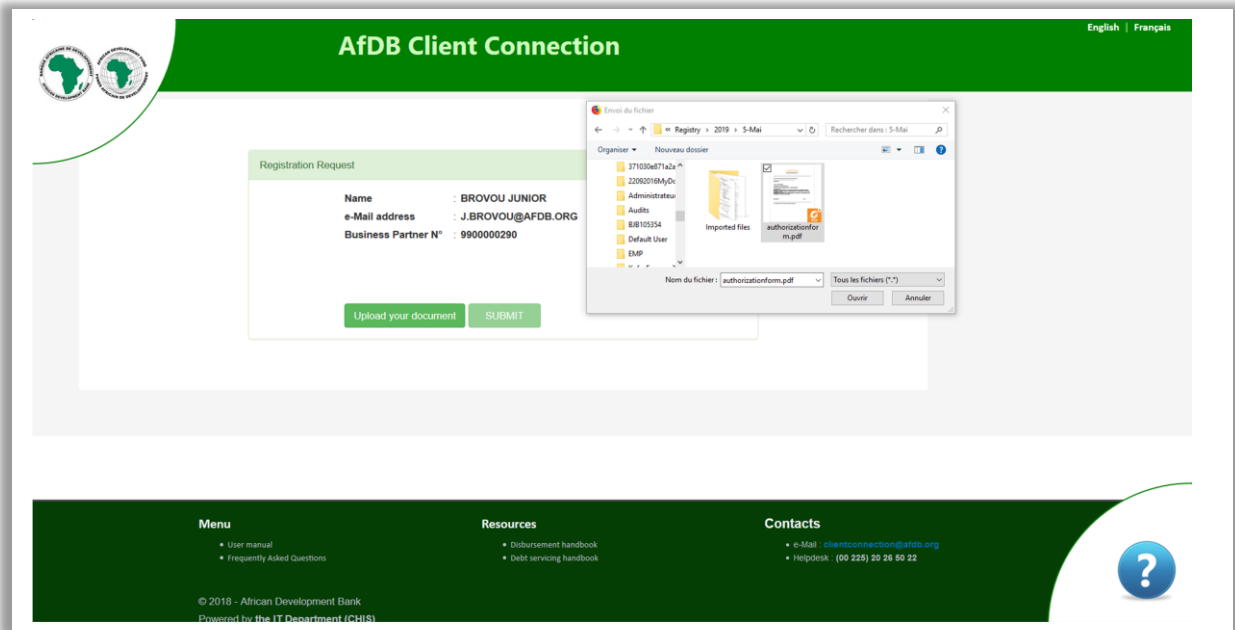 AfDB Client Connection
English | Français
Registration Request
Name : BROVOU JUNIOR
e-Mail address : J.BROVOU@AFDB.ORG
Business Partner N° : 9900000290
Upload your document
SUBMIT
Envoi du fichier
« Registry › 2019 › 5-Mai
Rechercher dans : 5-Mai
Organiser
Nouveau dossier
371030e871a2a
22092016MyDo
Administrateu
Audits
BJB105354
Default User
EMP
Imported files
authorizationfor
m.pdf
Nom du fichier : authorizationform.pdf
Tous les fichiers (*.*)
Ouvrir
Annuler
Menu
• User manual
• Frequently Asked Questions
Resources
• Disbursement handbook
• Debt servicing handbook
Contacts
• e-Mail : clientconnection@afdb.org
• Helpdesk : (00 225) 20 26 50 22
?
© 2018 - African Development Bank
Powered by the IT Department (CHIS)